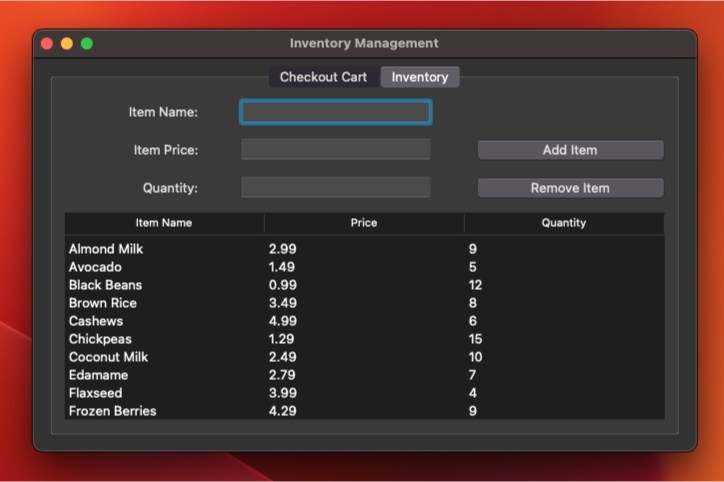 Inventory Management
Checkout Cart Inventory
Item Name:
Item Price: Add Item
Quantity: Remove Item
Item Name Price Quantity
Almond Milk 2.99 9
Avocado 1.49 5
Black Beans 0.99 12
Brown Rice 3.49 8
Cashews 4.99 6
Chickpeas 1.29 15
Coconut Milk 2.49 10
Edamame 2.79 7
Flaxseed 3.99 4
Frozen Berries 4.29 9